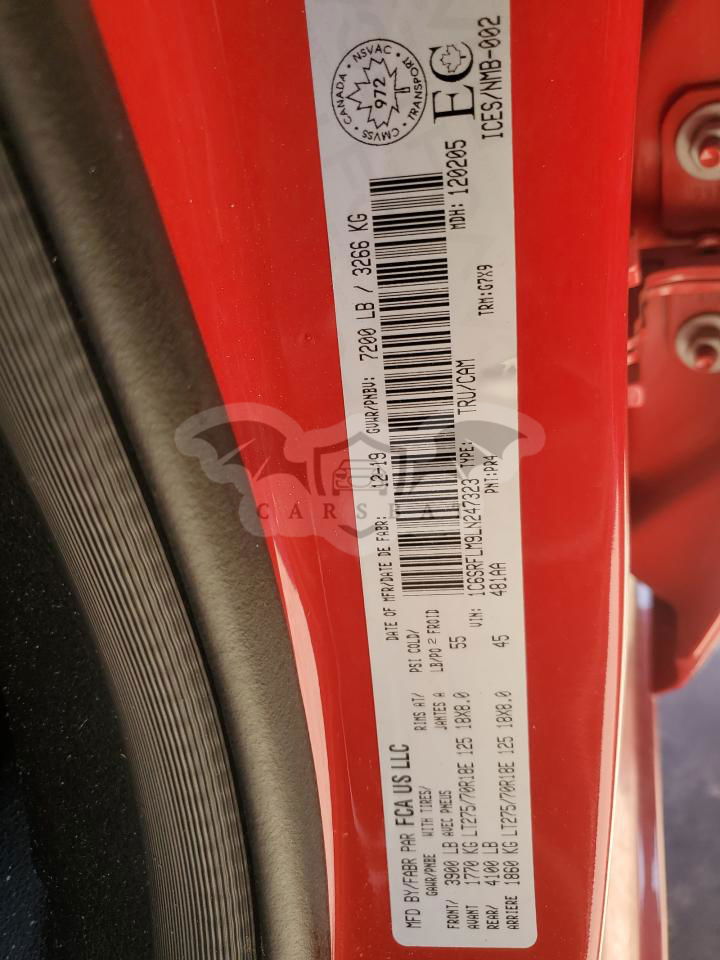 MFD BY/FABR PAR FCA US LLC
DATE OF MFR/DATE DE FABR: 12-19 GVWR/PNBV: 7200 LB / 3266 KG
GAWR/PNBE WITH TIRES/ RIMS AT/ PSI COLD/
AVEC PNEUS JANTES A LB/PO 2 FROID
FRONT/ 3900 LB
AVANT 1770 KG LT275/70R18E 125 18X8.0 55
REAR/ 4100 LB
ARRIERE 1860 KG LT275/70R18E 125 18X8.0 45
VIN: 1C6SRFLM9LN247323 TYPE: TRU/CAM MDH: 120205
481AA PNT:PR4 TRM:G7X9
CANADA · NSVAC · TRANSPORT · CMVSS ·
972
EC
ICES/NMB-002